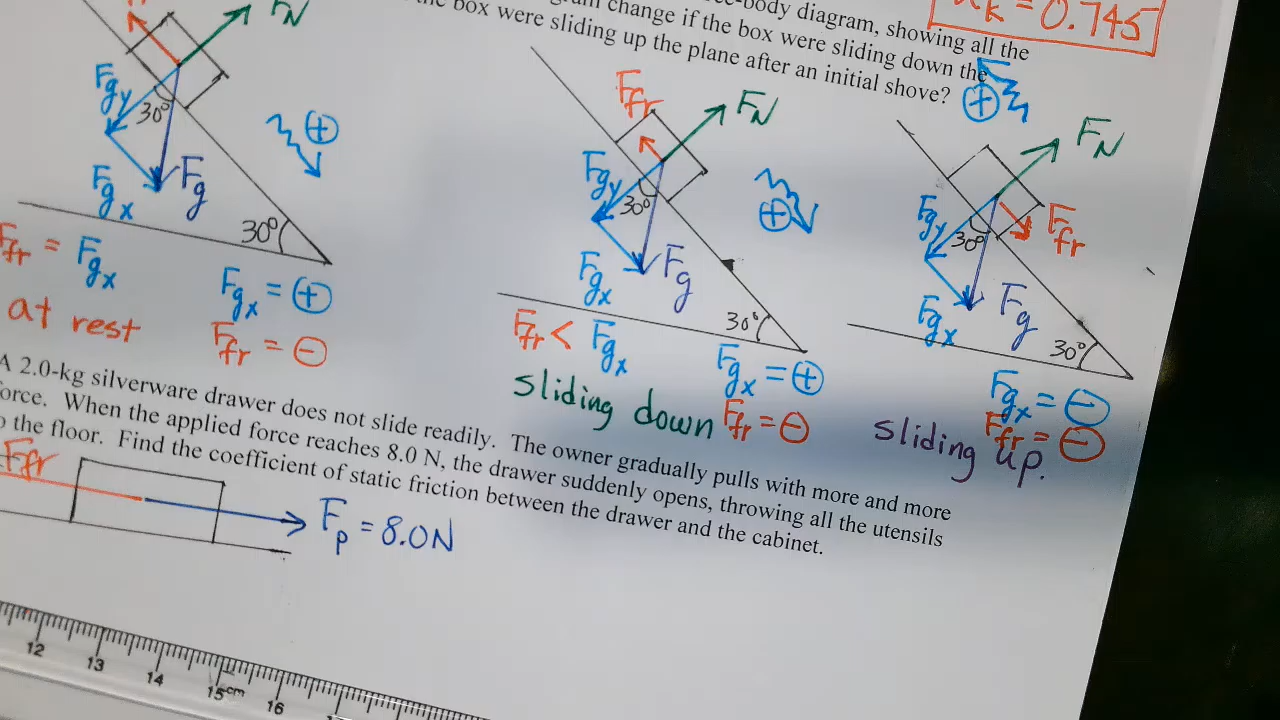 -body diagram, showing all the
change if the box were sliding down the
box were sliding up the plane after an initial shove?
= 0.745
FN
Fgy
30°
Fg
Fgx
30°
⊕
Ffr = Fgx
at rest
Fgx = ⊕
Ffr = ⊖
Ffr
FN
Fgy
30°
Fg
Fgx
30°
⊕
Ffr < Fgx
sliding down
Fgx = ⊕
Ffr = ⊖
⊕
FN
Fgy
30°
Ffr
Fg
Fgx
30°
Fgx = ⊖
Ffr = ⊖
sliding up.
A 2.0-kg silverware drawer does not slide readily. The owner gradually pulls with more and more
force. When the applied force reaches 8.0 N, the drawer suddenly opens, throwing all the utensils
the floor. Find the coefficient of static friction between the drawer and the cabinet.
Ffr
Fp = 8.0N
12 13 14 15cm 16